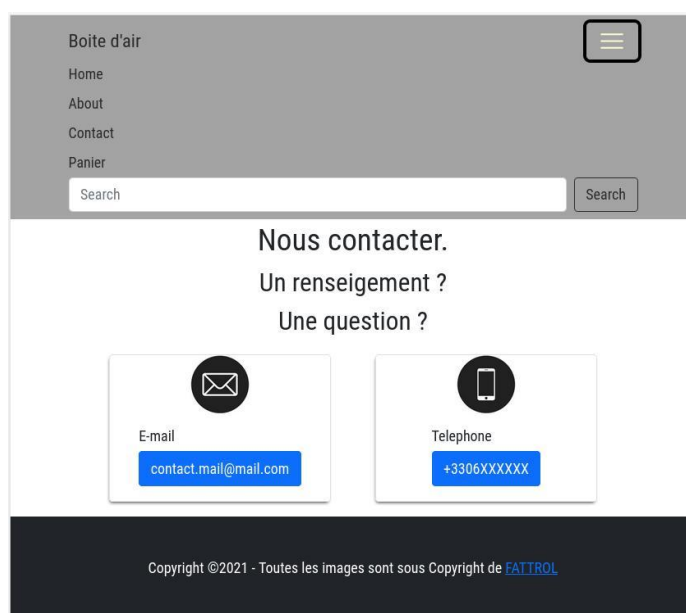 Boite d'air
Home
About
Contact
Panier
Search Search
Nous contacter.
Un renseigement ?
Une question ?
E-mail
contact.mail@mail.com
Telephone
+3306XXXXXX
Copyright ©2021 - Toutes les images sont sous Copyright de FATTROL